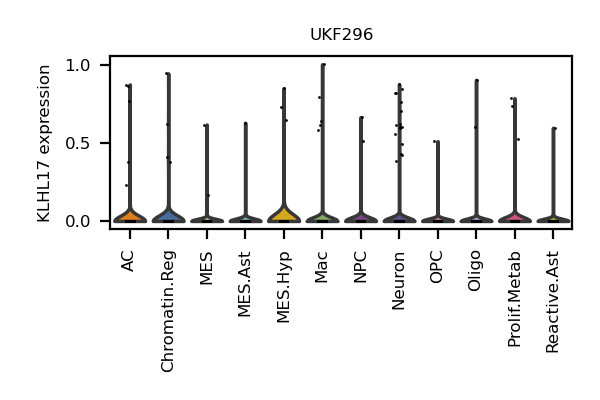 UKF296
KLHL17 expression
1.0
0.5
0.0
AC
Chromatin.Reg
MES
MES.Ast
MES.Hyp
Mac
NPC
Neuron
OPC
Oligo
Prolif.Metab
Reactive.Ast